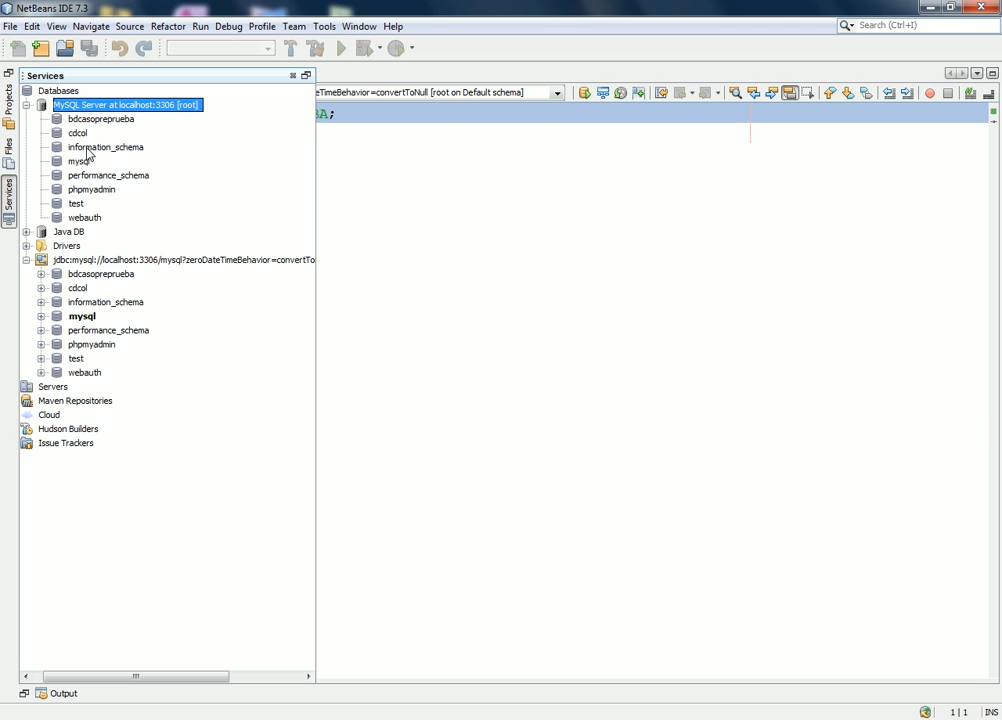 NetBeans IDE 7.3
File Edit View Navigate Source Refactor Run Debug Profile Team Tools Window Help
Search (Ctrl+I)
Projects
Files
Services
Services
Databases
MySQL Server at localhost:3306 [root]
bdcasopreprueba
cdcol
information_schema
mysql
performance_schema
phpmyadmin
test
webauth
Java DB
Drivers
jdbc:mysql://localhost:3306/mysql?zeroDateTimeBehavior=convertTo
bdcasopreprueba
cdcol
information_schema
mysql
performance_schema
phpmyadmin
test
webauth
Servers
Maven Repositories
Cloud
Hudson Builders
Issue Trackers
eTimeBehavior=convertToNull [root on Default schema]
BA;
Output
1|1 INS